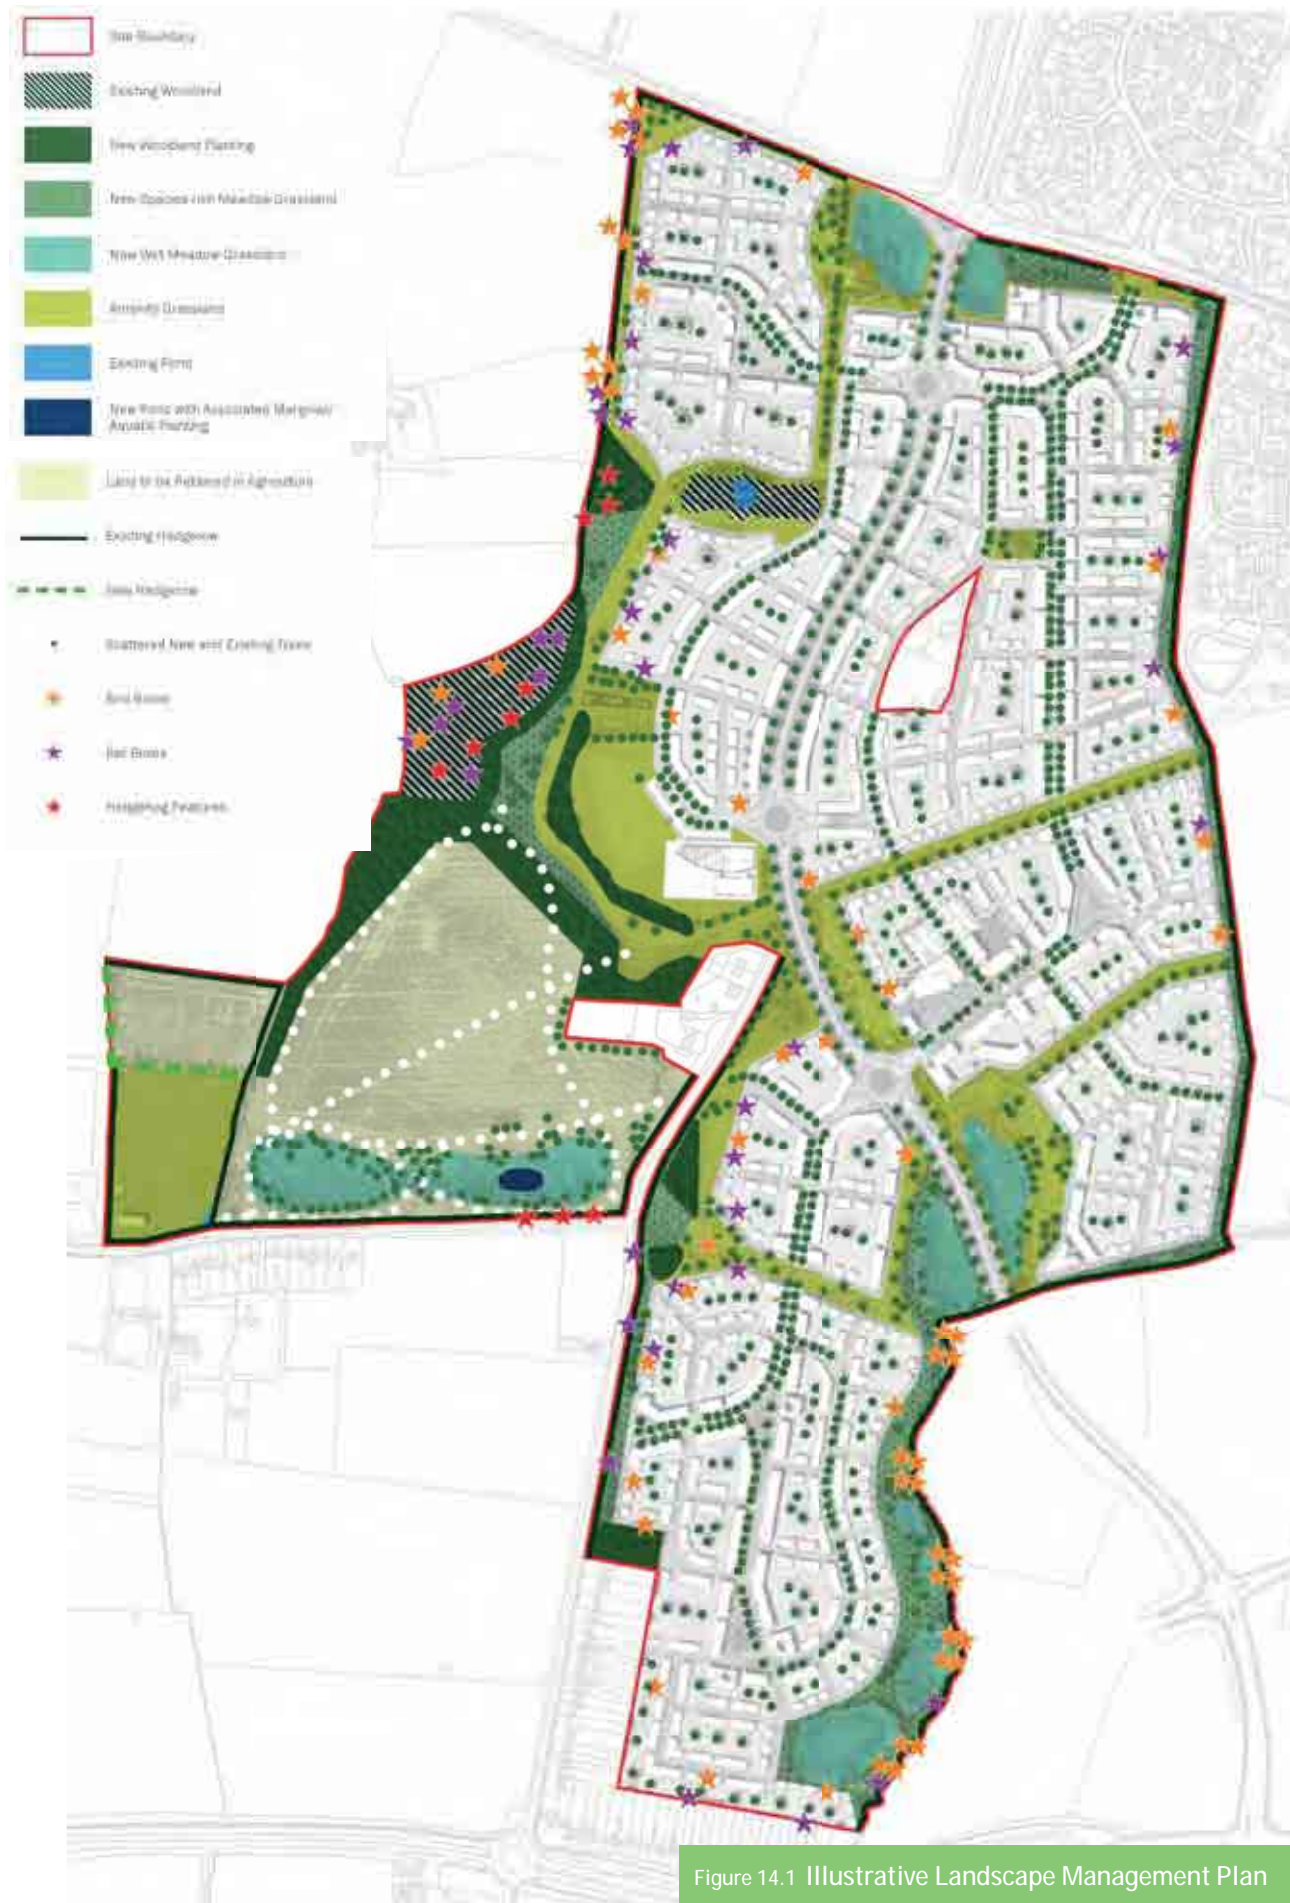 Site Boundary
Existing Woodland
New Woodland Planting
New Species-rich Meadow Grassland
New Wet Meadow Grassland
Amenity Grassland
Existing Pond
New Pond with Associated Marginal/
Aquatic Planting
Land to be Retained in Agriculture
Existing Hedgerow
New Hedgerow
Scattered New and Existing Trees
Bird Boxes
Bat Boxes
Hedgehog Features
Figure 14.1 Illustrative Landscape Management Plan